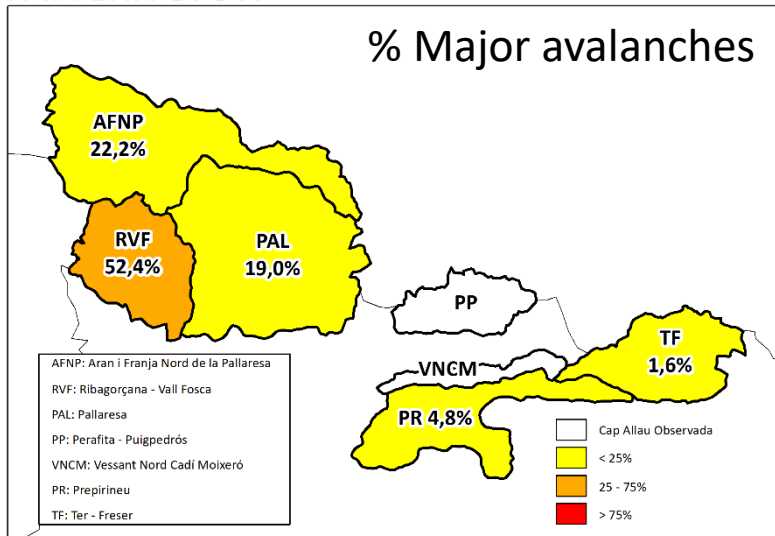 % Major avalanches
AFNP
22,2%
RVF
52,4%
PAL
19,0%
PP
TF
1,6%
VNCM
PR 4,8%
AFNP: Aran i Franja Nord de la Pallaresa
RVF: Ribagorçana - Vall Fosca
PAL: Pallaresa
PP: Perafita - Puigpedrós
VNCM: Vessant Nord Cadí Moixeró
PR: Prepirineu
TF: Ter - Freser
Cap Allau Observada
< 25%
25 - 75%
> 75%